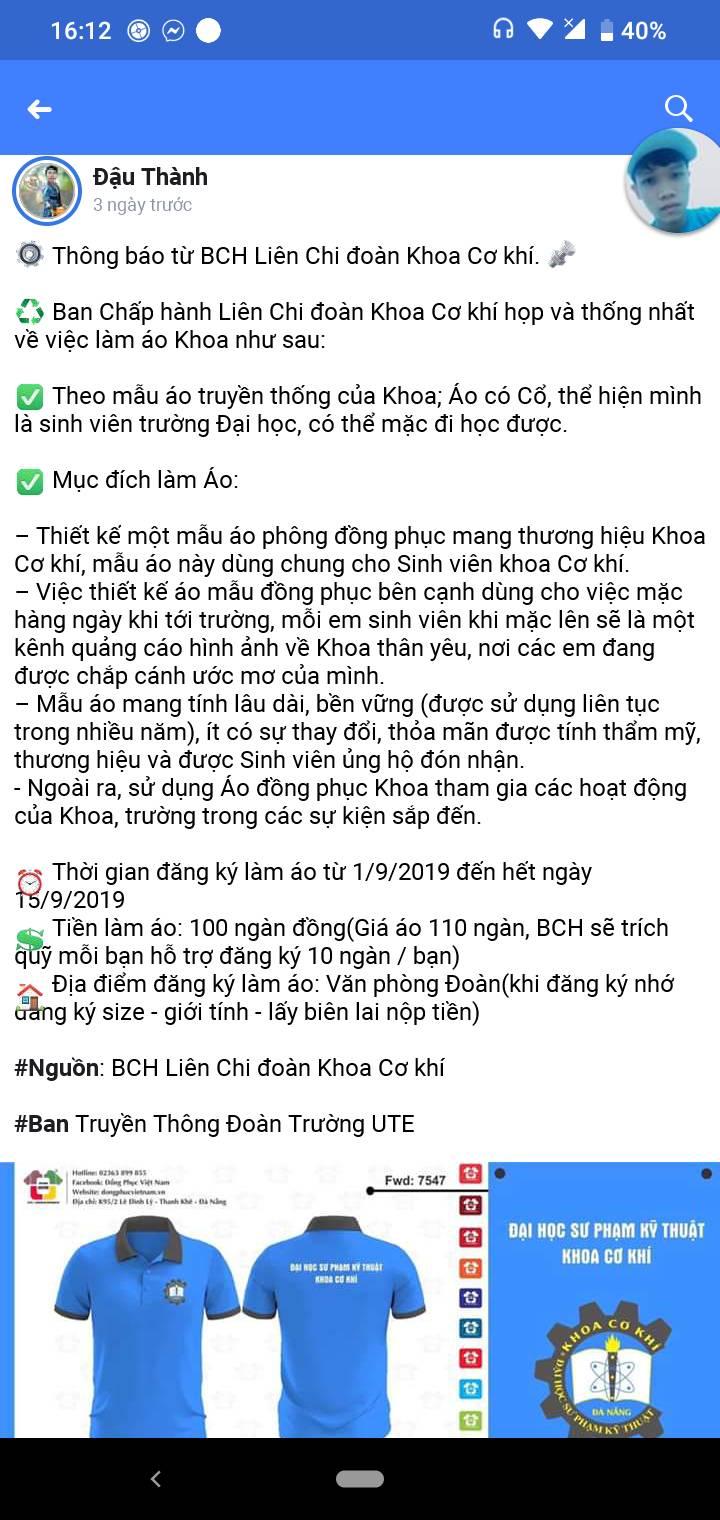 16:12
40%
Đậu Thành
3 ngày trước
Thông báo từ BCH Liên Chi đoàn Khoa Cơ khí.
Ban Chấp hành Liên Chi đoàn Khoa Cơ khí họp và thống nhất
về việc làm áo Khoa như sau:
Theo mẫu áo truyền thống của Khoa; Áo có Cổ, thể hiện mình
là sinh viên trường Đại học, có thể mặc đi học được.
Mục đích làm Áo:
– Thiết kế một mẫu áo phông đồng phục mang thương hiệu Khoa
Cơ khí, mẫu áo này dùng chung cho Sinh viên khoa Cơ khí.
– Việc thiết kế áo mẫu đồng phục bên cạnh dùng cho việc mặc
hàng ngày khi tới trường, mỗi em sinh viên khi mặc lên sẽ là một
kênh quảng cáo hình ảnh về Khoa thân yêu, nơi các em đang
được chắp cánh ước mơ của mình.
– Mẫu áo mang tính lâu dài, bền vững (được sử dụng liên tục
trong nhiều năm), ít có sự thay đổi, thỏa mãn được tính thẩm mỹ,
thương hiệu và được Sinh viên ủng hộ đón nhận.
- Ngoài ra, sử dụng Áo đồng phục Khoa tham gia các hoạt động
của Khoa, trường trong các sự kiện sắp đến.
Thời gian đăng ký làm áo từ 1/9/2019 đến hết ngày
15/9/2019
Tiền làm áo: 100 ngàn đồng(Giá áo 110 ngàn, BCH sẽ trích
quỹ mỗi bạn hỗ trợ đăng ký 10 ngàn / bạn)
Địa điểm đăng ký làm áo: Văn phòng Đoàn(khi đăng ký nhớ
đăng ký size - giới tính - lấy biên lai nộp tiền)
#Nguồn: BCH Liên Chi đoàn Khoa Cơ khí
#Ban Truyền Thông Đoàn Trường UTE
Hotline: 02363 899 855
Facebook: Đồng Phục Việt Nam
Website: dongphucvietnam.vn
Địa chỉ: K95/2 Lê Đình Lý - Thanh Khê - Đà Nẵng
Fwd: 7547
ĐẠI HỌC SƯ PHẠM KỸ THUẬT
KHOA CƠ KHÍ
ĐẠI HỌC SƯ PHẠM KỸ THUẬT
KHOA CƠ KHÍ
KHOA CƠ KHÍ
ĐÀ NẴNG
ĐẠI HỌC SƯ PHẠM KỸ THUẬT